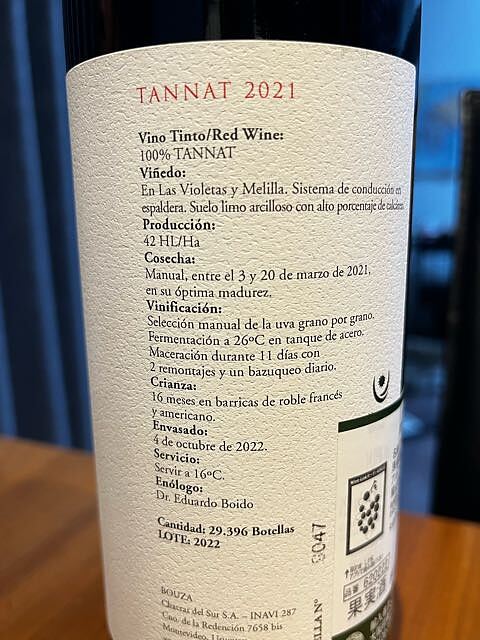 TANNAT 2021
Vino Tinto/Red Wine:
100% TANNAT
Viñedo:
En Las Violetas y Melilla. Sistema de conducción en
espaldera. Suelo limo arcilloso con alto porcentaje de
Producción:
42 HL/Ha
Cosecha:
Manual, entre el 3 y 20 de marzo de 2021,
en su óptima madurez.
Vinificación:
Selección manual de la uva grano por grano.
Fermentación a 26ºC en tanque de acero.
Maceración durante 11 días con
2 remontajes y un bazuqueo diario.
Crianza:
16 meses en barricas de roble francés
y americano.
Envasado:
4 de octubre de 2022.
Servicio:
Servir a 16ºC.
Enólogo:
Dr. Eduardo Boido
Cantidad: 29.396 Botellas
LOTE: 2022
BOUZA
Chacras del Sur S.A. – INAVI 287
Cno. de la Redención 7658 bis
Montevideo,
3047
果実酒